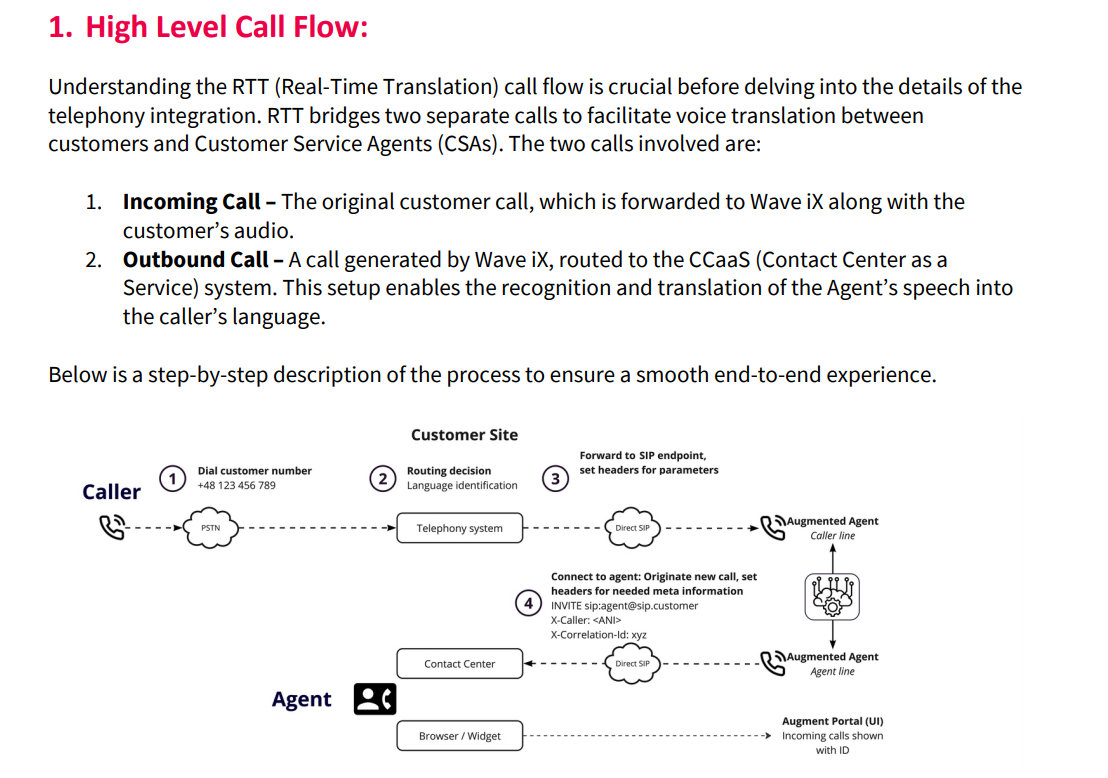 1. High Level Call Flow:
Understanding the RTT (Real-Time Translation) call flow is crucial before delving into the details of the
telephony integration. RTT bridges two separate calls to facilitate voice translation between
customers and Customer Service Agents (CSAs). The two calls involved are:
1. Incoming Call – The original customer call, which is forwarded to Wave iX along with the
customer's audio.
2. Outbound Call – A call generated by Wave iX, routed to the CCaaS (Contact Center as a
Service) system. This setup enables the recognition and translation of the Agent's speech into
the caller's language.
Below is a step-by-step description of the process to ensure a smooth end-to-end experience.
Customer Site
Caller
1
Dial customer number
+48 123 456 789
2
Routing decision
Language identification
3
Forward to SIP endpoint,
set headers for parameters
PSTN
Telephony system
Direct SIP
Augmented Agent
Caller line
4
Connect to agent: Originate new call, set
headers for needed meta information
INVITE sip:agent@sip.customer
X-Caller: <ANI>
X-Correlation-Id: xyz
Contact Center
Direct SIP
Augmented Agent
Agent line
Agent
Browser / Widget
Augment Portal (UI)
Incoming calls shown
with ID